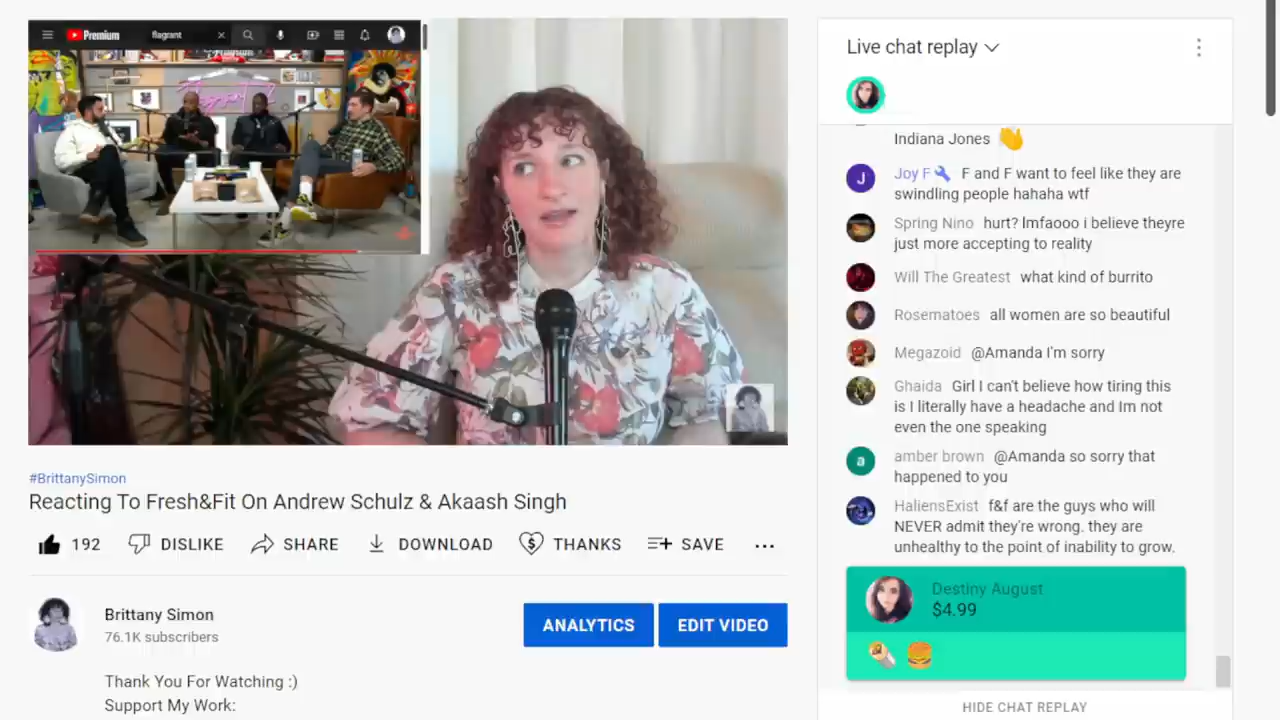 Premium
flagrant
Live chat replay
Indiana Jones
J
Joy F F and F want to feel like they are
swindling people hahaha wtf
Spring Nino hurt? lmfaooo i believe theyre
just more accepting to reality
Will The Greatest what kind of burrito
Rosematoes all women are so beautiful
Megazoid @Amanda I'm sorry
Ghaida Girl I can't believe how tiring this
is I literally have a headache and Im not
even the one speaking
a
amber brown @Amanda so sorry that
happened to you
HaliensExist f&f are the guys who will
NEVER admit they're wrong. they are
unhealthy to the point of inability to grow.
Destiny August
$4.99
HIDE CHAT REPLAY
#BrittanySimon
Reacting To Fresh&Fit On Andrew Schulz & Akaash Singh
192 DISLIKE SHARE DOWNLOAD THANKS SAVE
Brittany Simon
76.1K subscribers
ANALYTICS EDIT VIDEO
Thank You For Watching :)
Support My Work: